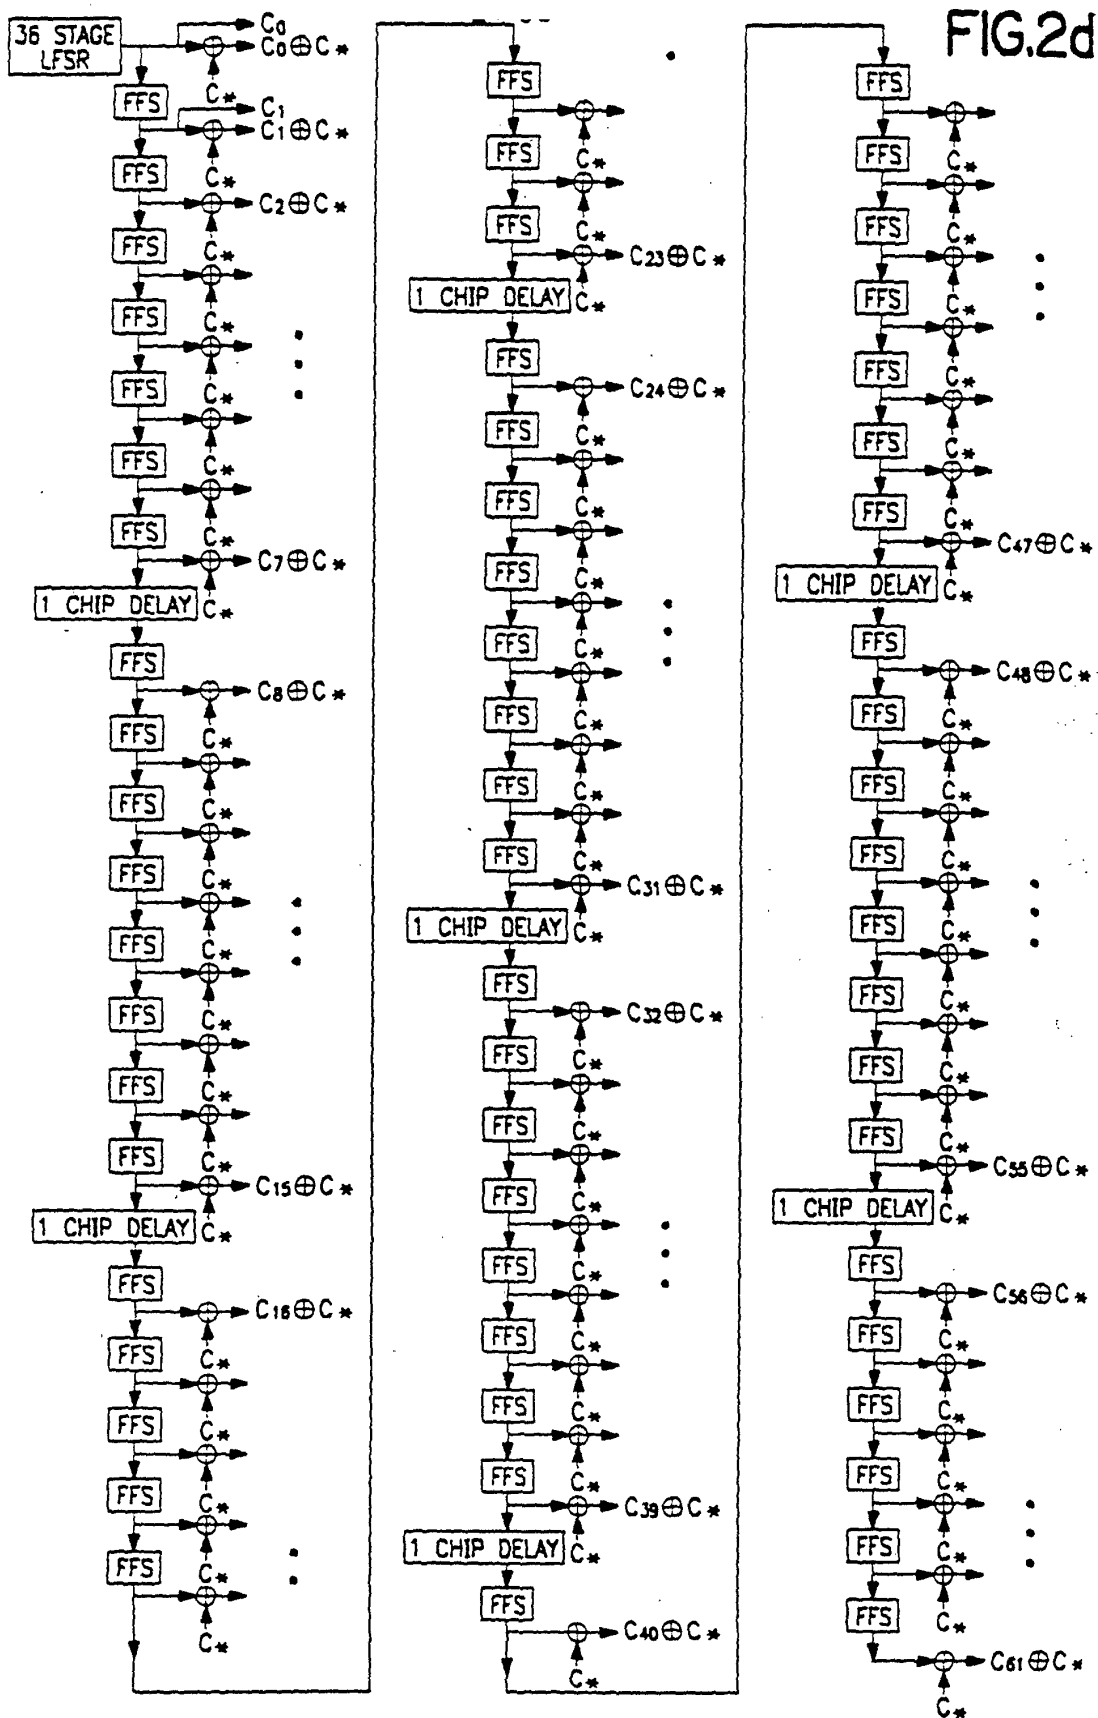 FIG.2d
36 STAGE
LFSR
C0
C0 ⊕ C *
FFS C *
C1
C1 ⊕ C *
FFS C *
C2 ⊕ C *
FFS C *
FFS C *
FFS C *
FFS C *
FFS C *
C7 ⊕ C *
1 CHIP DELAY C *
FFS
C8 ⊕ C *
FFS C *
FFS C *
FFS C *
FFS C *
FFS C *
FFS C *
FFS C *
C15 ⊕ C *
1 CHIP DELAY C *
FFS
C16 ⊕ C *
FFS C *
FFS C *
FFS C *
FFS C *
C *
FFS
FFS C *
FFS C *
C23 ⊕ C *
1 CHIP DELAY C *
FFS
C24 ⊕ C *
FFS C *
FFS C *
FFS C *
FFS C *
FFS C *
FFS C *
FFS C *
C31 ⊕ C *
1 CHIP DELAY C *
FFS
C32 ⊕ C *
FFS C *
FFS C *
FFS C *
FFS C *
FFS C *
FFS C *
FFS C *
C39 ⊕ C *
1 CHIP DELAY C *
FFS
C40 ⊕ C *
C *
FFS
FFS C *
FFS C *
FFS C *
FFS C *
FFS C *
FFS C *
C47 ⊕ C *
1 CHIP DELAY C *
FFS
C48 ⊕ C *
FFS C *
FFS C *
FFS C *
FFS C *
FFS C *
FFS C *
FFS C *
C55 ⊕ C *
1 CHIP DELAY C *
FFS
C56 ⊕ C *
FFS C *
FFS C *
FFS C *
FFS C *
FFS C *
C61 ⊕ C *
C *